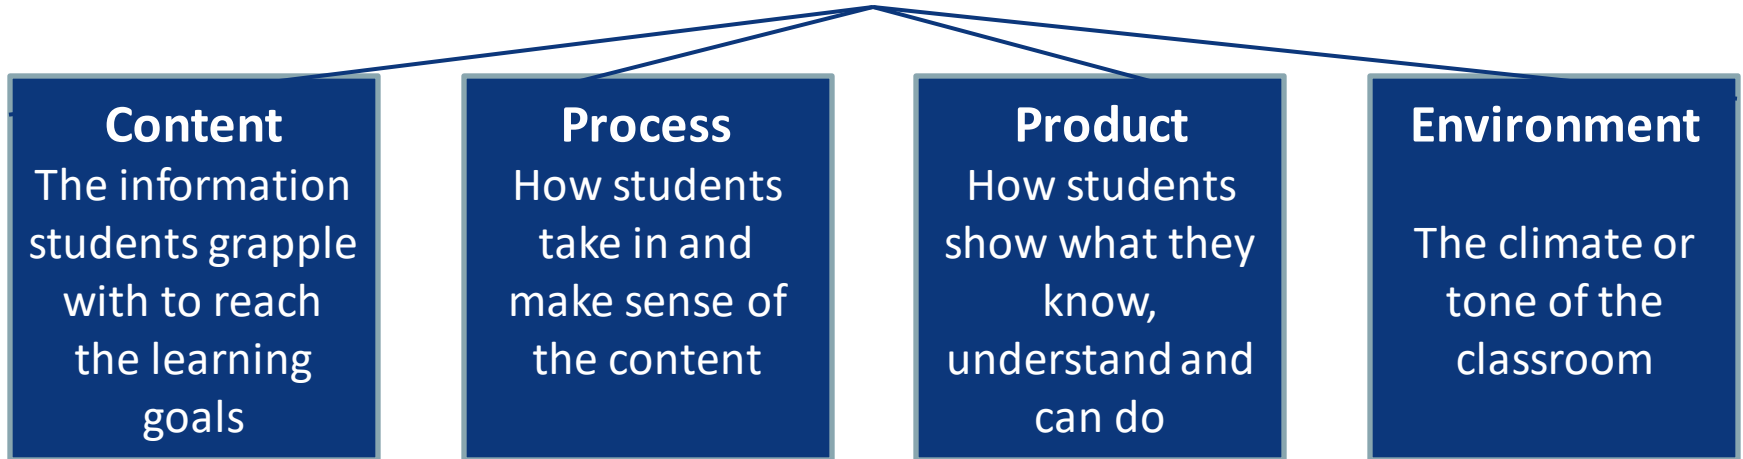 Content
The information
students grapple
with to reach
the learning
goals
Process
How students
take in and
make sense of
the content
Product
How students
show what they
know,
understand and
can do
Environment
The climate or
tone of the
classroom